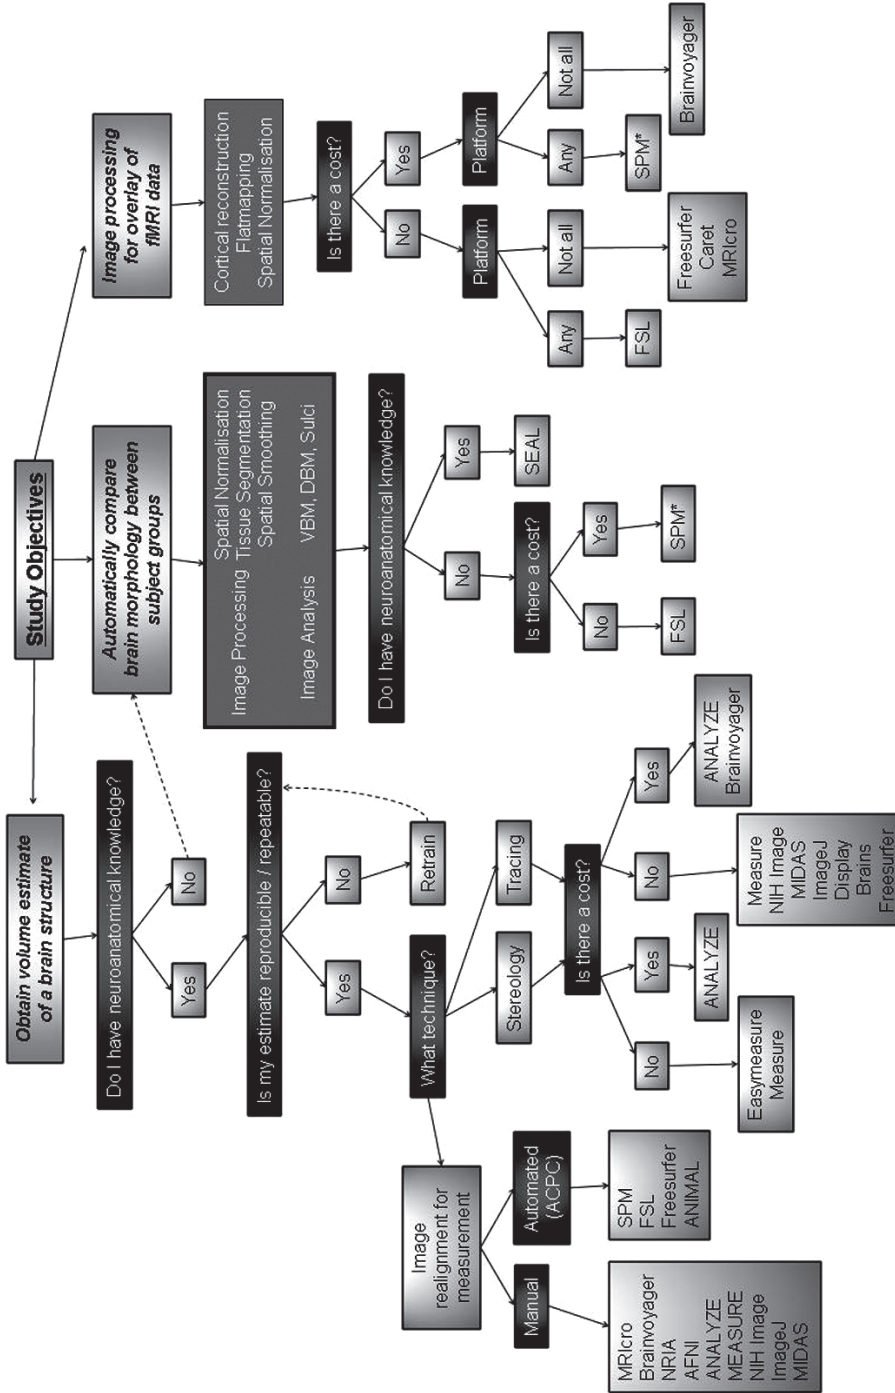 Study Objectives
Obtain volume estimate
of a brain structure
Do I have neuroanatomical knowledge?
Yes
No
Is my estimate reproducible / repeatable?
Yes
No
Retrain
What technique?
Image
realignment for
measurement
Manual
MRIcro
Brainvoyager
NRIA
AFNI
ANALYZE
MEASURE
NIH Image
ImageJ
MIDAS
Automated
(ACPC)
SPM
FSL
Freesurfer
ANIMAL
Stereology
Tracing
Is there a cost?
No
Easymeasure
Measure
Yes
ANALYZE
No
Measure
NIH Image
MIDAS
ImageJ
Display
Brains
Freesurfer
Yes
ANALYZE
Brainvoyager
Automatically compare
brain morphology between
subject groups
Spatial Normalisation
Image Processing Tissue Segmentation
Spatial Smoothing
Image Analysis VBM, DBM, Sulci
Do I have neuroanatomical knowledge?
No
Is there a cost?
No
FSL
Yes
SPM*
Yes
SEAL
Image processing
for overlay of
fMRI data
Cortical reconstruction
Flatmapping
Spatial Normalisation
Is there a cost?
No
Platform
Any
FSL
Not all
Freesurfer
Caret
MRIcro
Yes
Platform
Any
SPM*
Not all
Brainvoyager